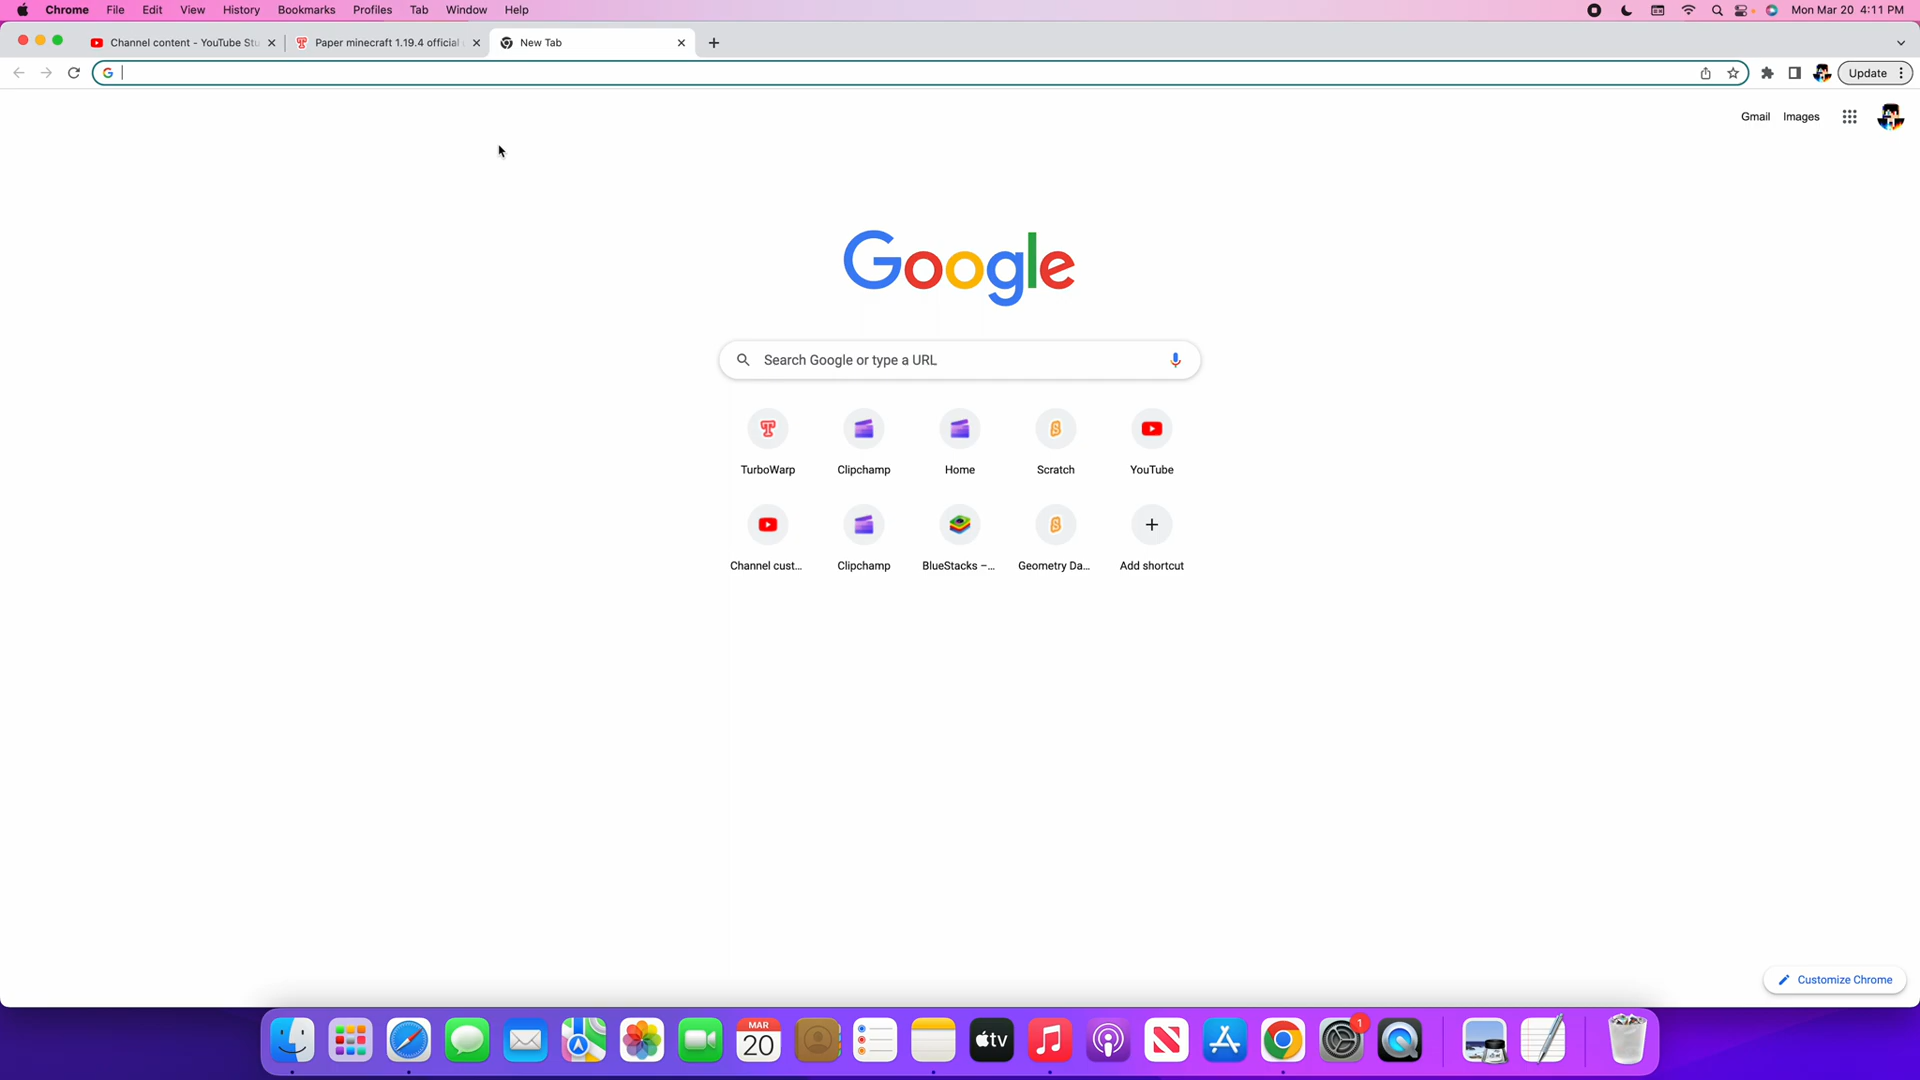 Chrome File Edit View History Bookmarks Profiles Tab Window Help Mon Mar 20 4:11 PM
Channel content - YouTube Stu Paper minecraft 1.19.4 official New Tab
Update
Gmail Images
Google
Search Google or type a URL
TurboWarp Clipchamp Home Scratch YouTube
Channel cust... Clipchamp BlueStacks –... Geometry Da... Add shortcut
Customize Chrome
MAR
20
tv
1